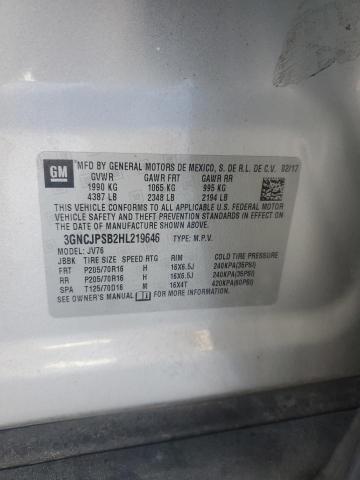 GM
MFD BY GENERAL MOTORS DE MEXICO, S. DE R.L. DE C.V. 02/17
GVWR GAWR FRT GAWR RR
1990 KG 1065 KG 995 KG
4387 LB 2348 LB 2194 LB
THIS VEHICLE CONFORMS TO ALL APPLICABLE U.S. FEDERAL MOTOR
VEHICLE SAFETY AND THEFT PREVENTION STANDARDS IN
EFFECT ON THE DATE OF MANUFACTURE SHOWN ABOVE.
3GNCJPSB2HL219646 TYPE: M.P.V.
MODEL: JV76
JBBK TIRE SIZE SPEED RTG RIM COLD TIRE PRESSURE
FRT P205/70R16 H 16X6.5J 240KPA(35PSI)
RR P205/70R16 H 16X6.5J 240KPA(35PSI)
SPA T125/70D16 M 16X4T 420KPA(60PSI)
SEE OWNER'S MANUAL FOR MORE INFORMATION.